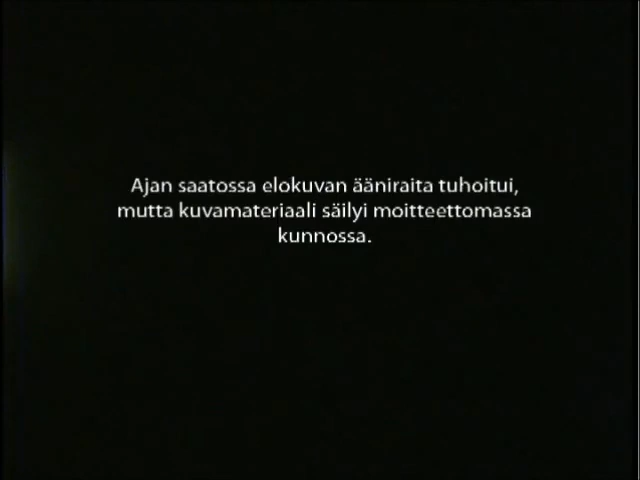 Ajan saatossa elokuvan ääniraita tuhoitui,
mutta kuvamateriaali säilyi moitteettomassa
kunnossa.